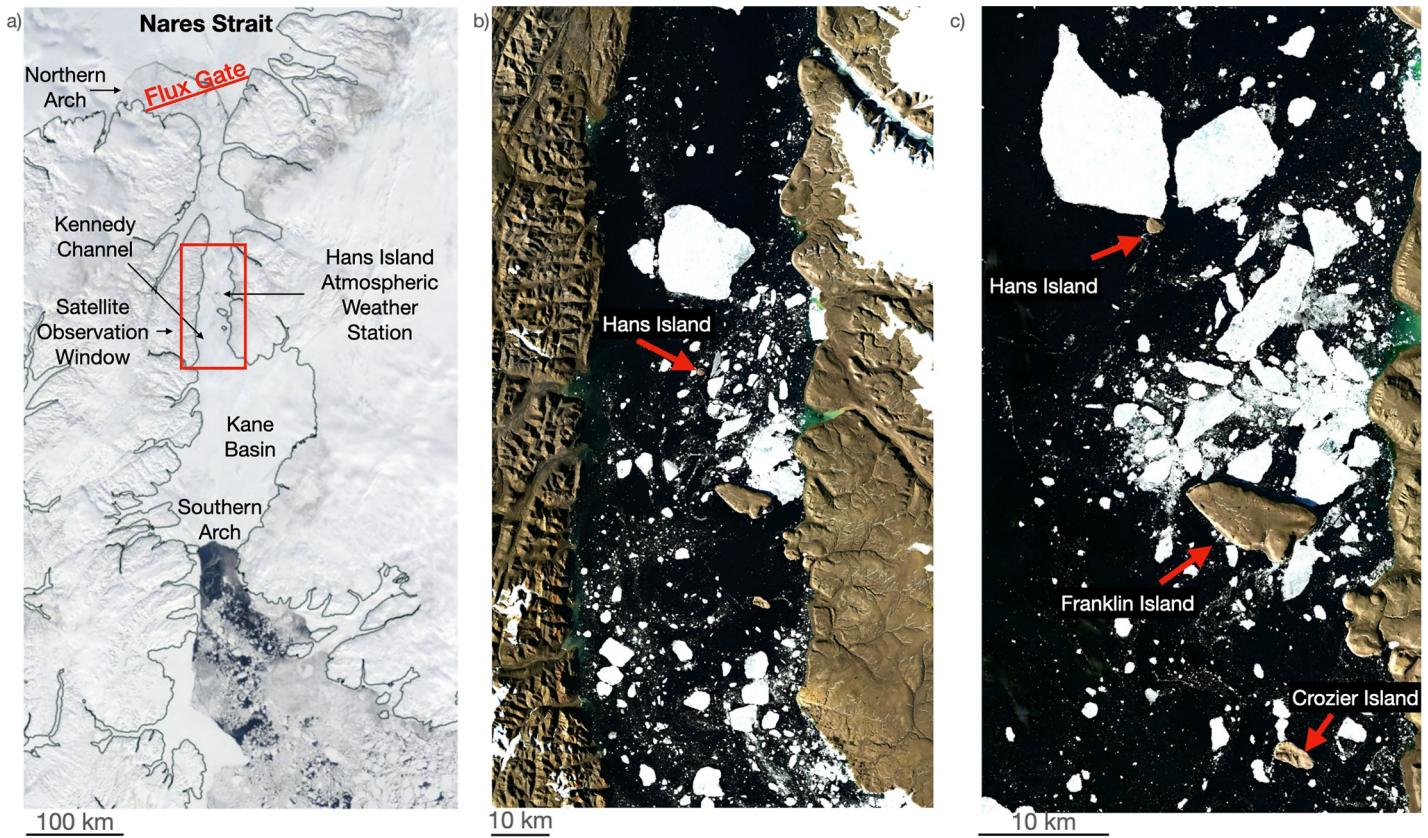 a)
Nares Strait
Northern
Arch
Flux Gate
Kennedy
Channel
Satellite
Observation
Window
Hans Island
Atmospheric
Weather
Station
Kane
Basin
Southern
Arch
100 km
b)
Hans Island
10 km
c)
Hans Island
Franklin Island
Crozier Island
10 km